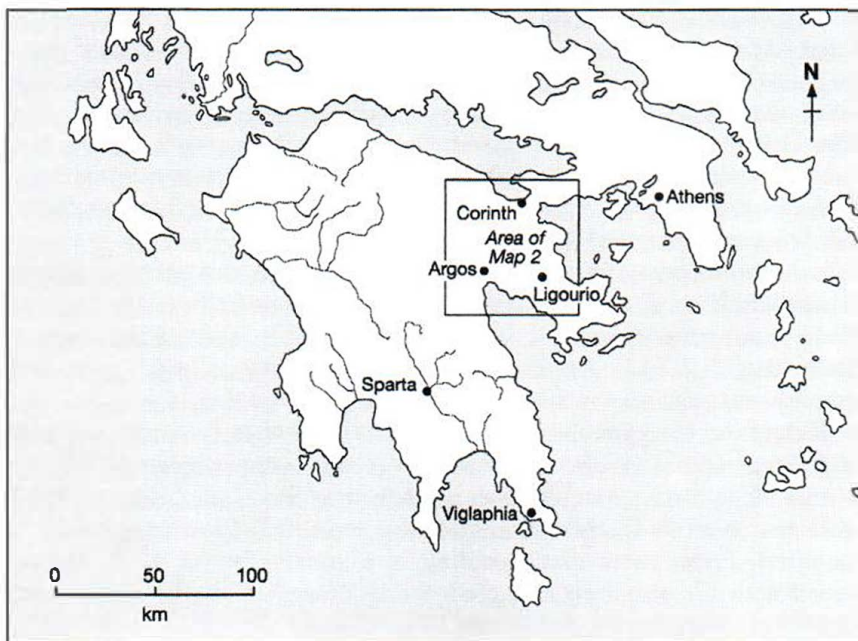 N
Athens
Corinth
Area of
Map 2
Argos
Ligourio
Sparta
Viglaphia
0 50 100
km